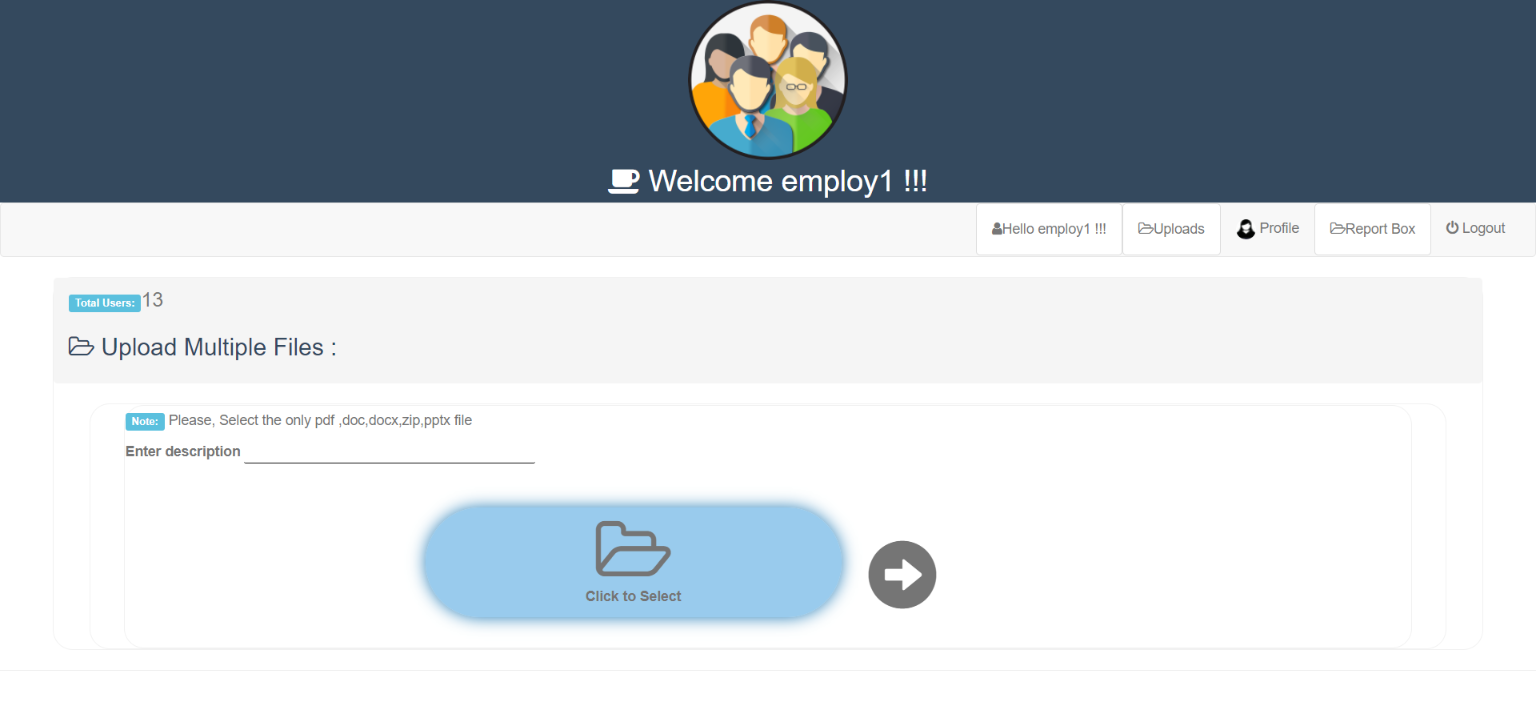 Welcome employ1 !!!
Hello employ1 !!! Uploads Profile Report Box Logout
Total Users: 13
Upload Multiple Files :
Note: Please, Select the only pdf ,doc,docx,zip,pptx file
Enter description
Click to Select